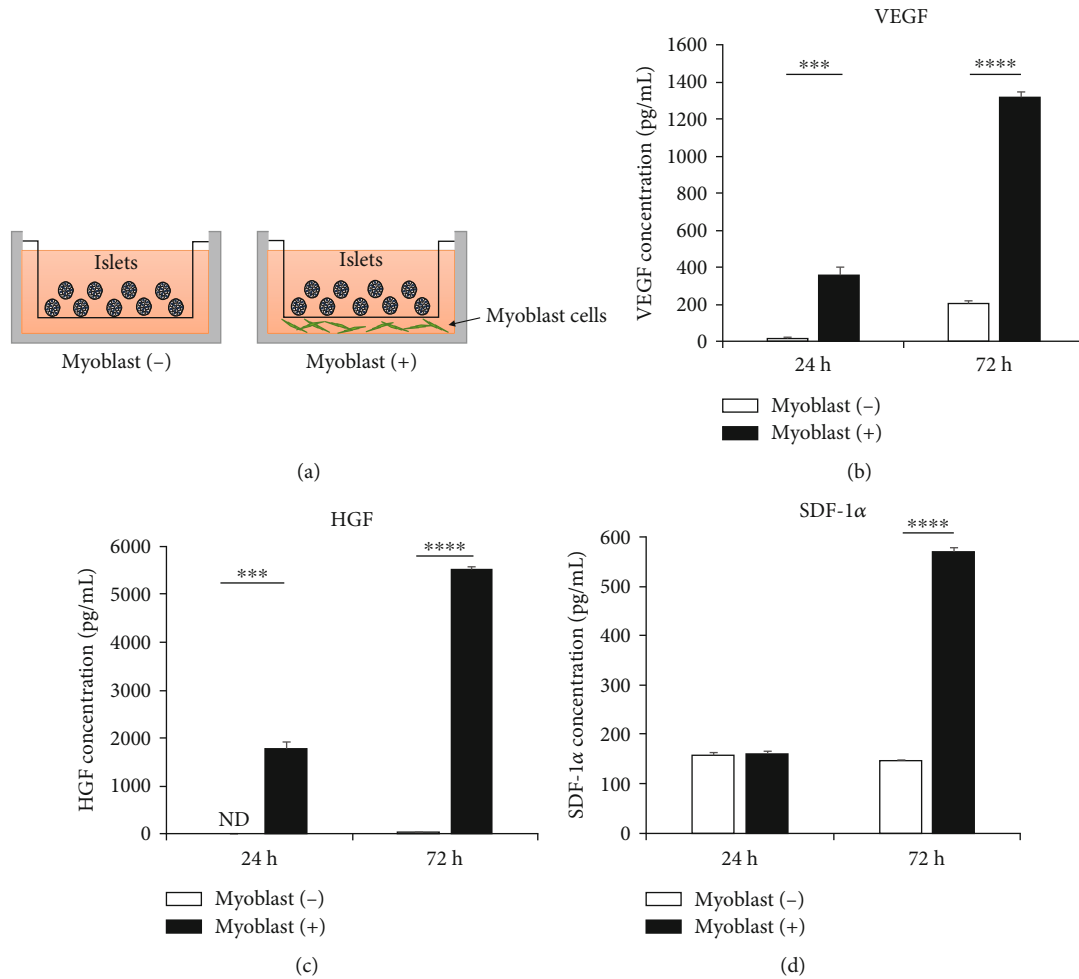 Islets
Myoblast (–)
Islets
Myoblast cells
Myoblast (+)
(a)
VEGF
VEGF concentration (pg/mL)
1600
1400
1200
1000
800
600
400
200
0
***
****
24 h
72 h
Myoblast (–)
Myoblast (+)
(b)
HGF
HGF concentration (pg/mL)
6000
5000
4000
3000
2000
1000
0
***
****
ND
24 h
72 h
Myoblast (–)
Myoblast (+)
(c)
SDF-1α
SDF-1α concentration (pg/mL)
600
500
400
300
200
100
0
****
24 h
72 h
Myoblast (–)
Myoblast (+)
(d)